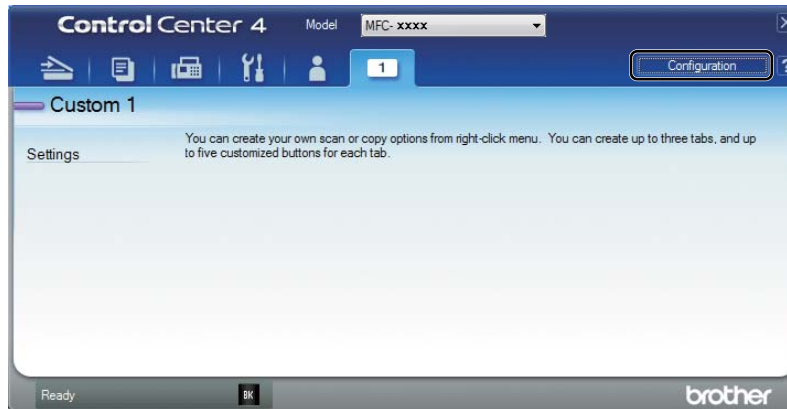 Control Center 4
Model
MFC- xxxx
X
1
Configuration
?
Custom 1
Settings
You can create your own scan or copy options from right-click menu. You can create up to three tabs, and up
to five customized buttons for each tab.
Ready
BK
brother